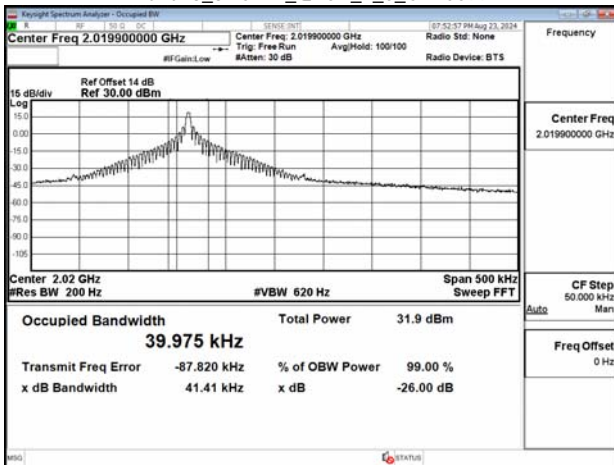 Keysight Spectrum Analyzer - Occupied BW
R RF 50 Ω DC SENSE:INT 07:52:57 PM Aug 23, 2024
Center Freq 2.019900000 GHz Center Freq: 2.019900000 GHz Radio Std: None Frequency
Trig: Free Run Avg|Hold: 100/100
#IFGain:Low #Atten: 30 dB Radio Device: BTS
Ref Offset 14 dB
15 dB/div Ref 30.00 dBm
Log
15.0
0.00
-15.0
-30.0
-45.0
-60.0
-75.0
-90.0
-105
Center Freq
2.019900000 GHz
Center 2.02 GHz Span 500 kHz
#Res BW 200 Hz #VBW 620 Hz Sweep FFT
CF Step
50.000 kHz
Auto Man
Occupied Bandwidth Total Power 31.9 dBm
39.975 kHz
Transmit Freq Error -87.820 kHz % of OBW Power 99.00 %
x dB Bandwidth 41.41 kHz x dB -26.00 dB
Freq Offset
0 Hz
MSG STATUS